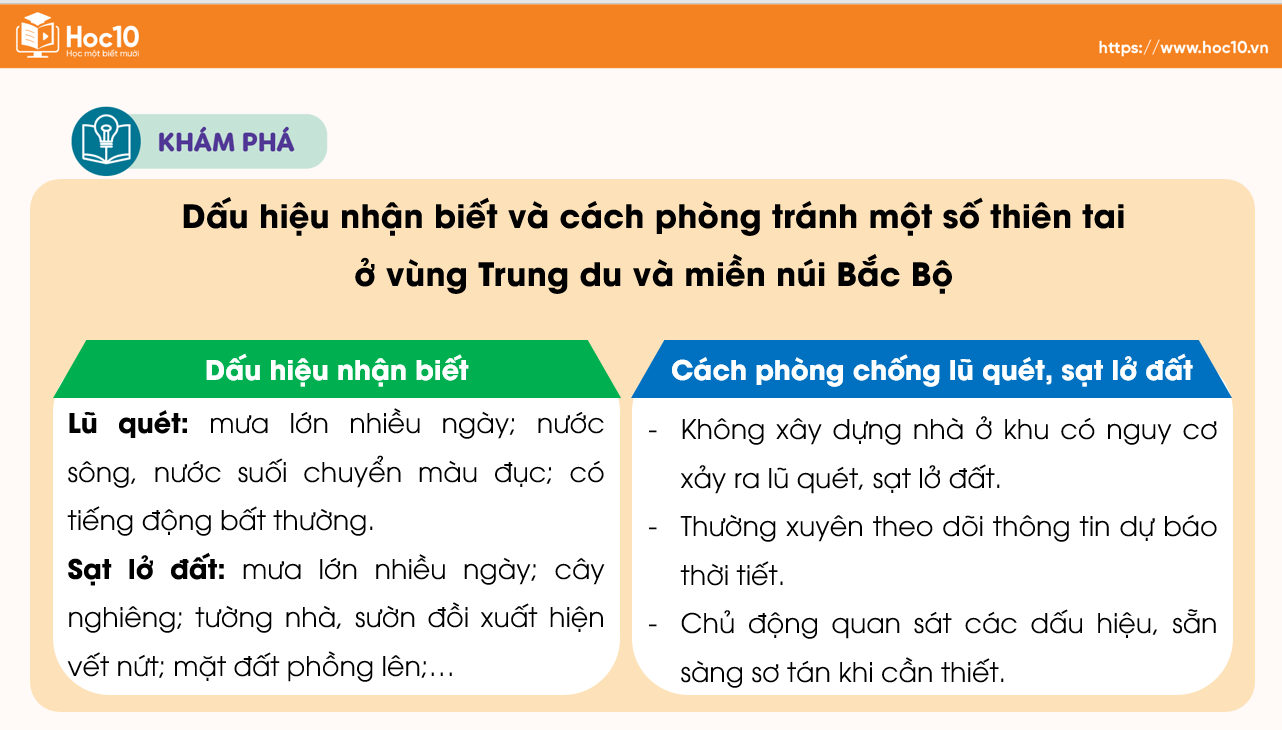 Hoc10
Học một biết mười
https://www.hoc10.vn
KHÁM PHÁ
Dấu hiệu nhận biết và cách phòng tránh một số thiên tai
ở vùng Trung du và miền núi Bắc Bộ
Dấu hiệu nhận biết
Lũ quét: mưa lớn nhiều ngày; nước
sông, nước suối chuyển màu đục; có
tiếng động bất thường.
Sạt lở đất: mưa lớn nhiều ngày; cây
nghiêng; tường nhà, sườn đồi xuất hiện
vết nứt; mặt đất phồng lên;...
Cách phòng chống lũ quét, sạt lở đất
- Không xây dựng nhà ở khu có nguy cơ
xảy ra lũ quét, sạt lở đất.
- Thường xuyên theo dõi thông tin dự báo
thời tiết.
- Chủ động quan sát các dấu hiệu, sẵn
sàng sơ tán khi cần thiết.